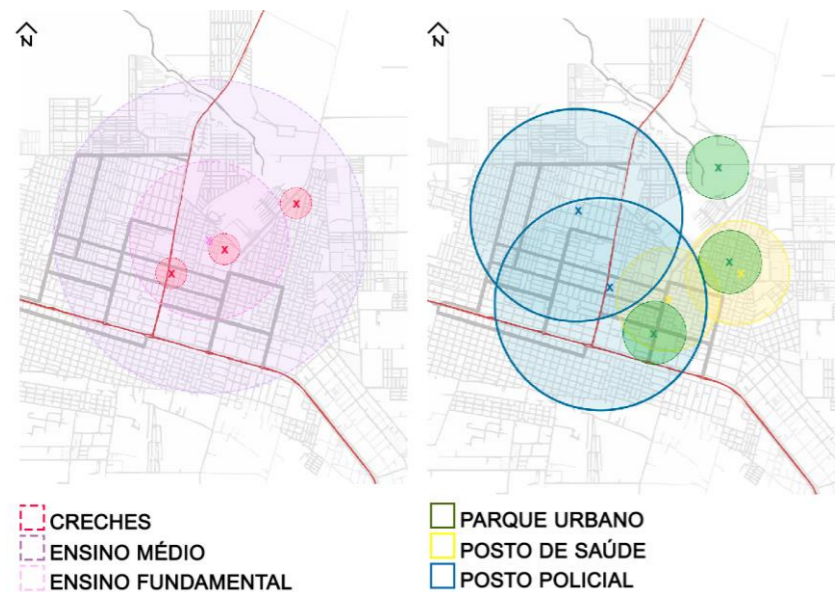 N
N
CRECHES
ENSINO MÉDIO
ENSINO FUNDAMENTAL
PARQUE URBANO
POSTO DE SAÚDE
POSTO POLICIAL